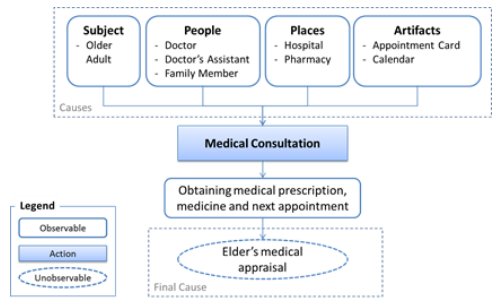 Subject
- Older
Adult
People
- Doctor
- Doctor's Assistant
- Family Member
Places
- Hospital
- Pharmacy
Artifacts
- Appointment Card
- Calendar
Causes
Medical Consultation
Obtaining medical prescription,
medicine and next appointment
Elder's medical
appraisal
Final Cause
Legend
Observable
Action
Unobservable